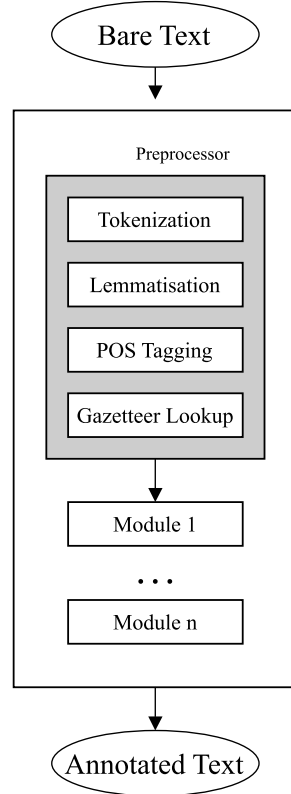 Bare Text
Preprocessor
Tokenization
Lemmatisation
POS Tagging
Gazetteer Lookup
Module 1
...
Module n
Annotated Text